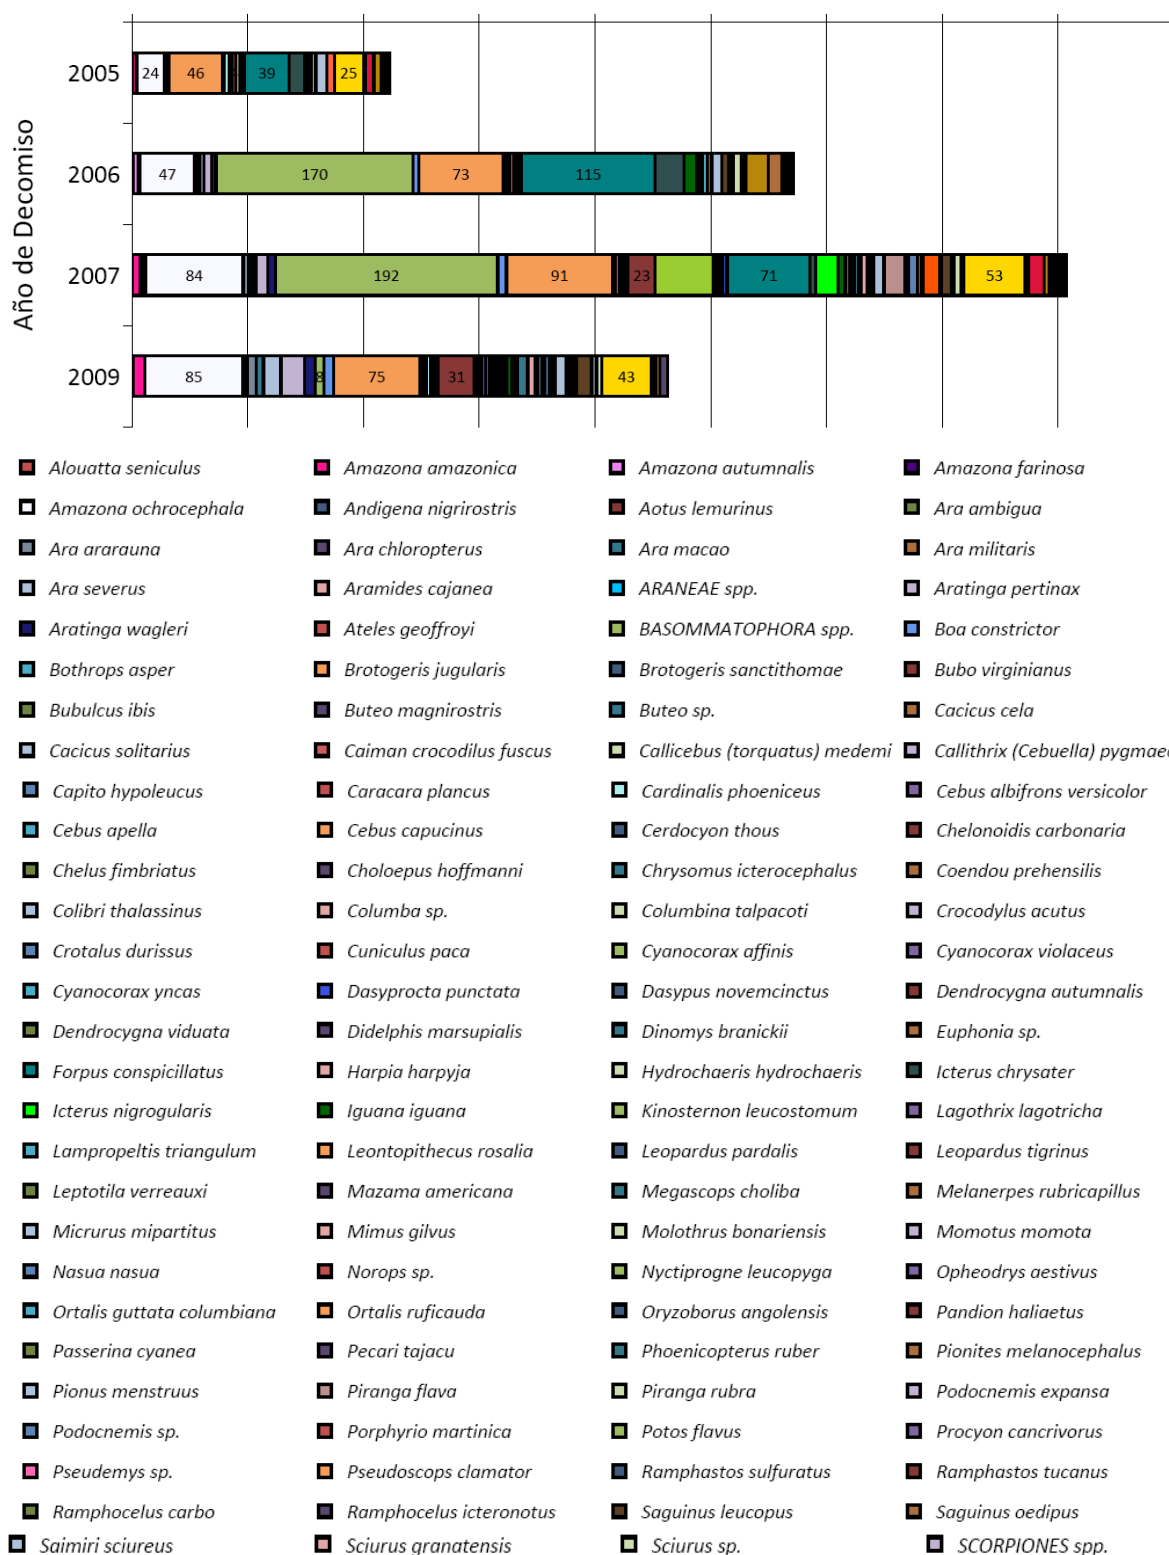 Año de Decomiso
2005 24 46 39 25
2006 47 170 73 115
2007 84 192 91 23 71 53
2009 85 8 75 31 43
Alouatta seniculus Amazona amazonica Amazona autumnalis Amazona farinosa
Amazona ochrocephala Andigena nigrirostris Aotus lemurinus Ara ambigua
Ara ararauna Ara chloropterus Ara macao Ara militaris
Ara severus Aramides cajanea ARANEAE spp. Aratinga pertinax
Aratinga wagleri Ateles geoffroyi BASOMMATOPHORA spp. Boa constrictor
Bothrops asper Brotogeris jugularis Brotogeris sanctithomae Bubo virginianus
Bubulcus ibis Buteo magnirostris Buteo sp. Cacicus cela
Cacicus solitarius Caiman crocodilus fuscus Callicebus (torquatus) medemi Callithrix (Cebuella) pygmaea
Capito hypoleucus Caracara plancus Cardinalis phoeniceus Cebus albifrons versicolor
Cebus apella Cebus capucinus Cerdocyon thous Chelonoidis carbonaria
Chelus fimbriatus Choloepus hoffmanni Chrysomus icterocephalus Coendou prehensilis
Colibri thalassinus Columba sp. Columbina talpacoti Crocodylus acutus
Crotalus durissus Cuniculus paca Cyanocorax affinis Cyanocorax violaceus
Cyanocorax yncas Dasyprocta punctata Dasypus novemcinctus Dendrocygna autumnalis
Dendrocygna viduata Didelphis marsupialis Dinomys branickii Euphonia sp.
Forpus conspicillatus Harpia harpyja Hydrochaeris hydrochaeris Icterus chrysater
Icterus nigrogularis Iguana iguana Kinosternon leucostomum Lagothrix lagotricha
Lampropeltis triangulum Leontopithecus rosalia Leopardus pardalis Leopardus tigrinus
Leptotila verreauxi Mazama americana Megascops choliba Melanerpes rubricapillus
Micrurus mipartitus Mimus gilvus Molothrus bonariensis Momotus momota
Nasua nasua Norops sp. Nyctiprogne leucopyga Opheodrys aestivus
Ortalis guttata columbiana Ortalis ruficauda Oryzoborus angolensis Pandion haliaetus
Passerina cyanea Pecari tajacu Phoenicopterus ruber Pionites melanocephalus
Pionus menstruus Piranga flava Piranga rubra Podocnemis expansa
Podocnemis sp. Porphyrio martinica Potos flavus Procyon cancrivorus
Pseudemys sp. Pseudoscops clamator Ramphastos sulfuratus Ramphastos tucanus
Ramphocelus carbo Ramphocelus icteronotus Saguinus leucopus Saguinus oedipus
Saimiri sciureus Sciurus granatensis Sciurus sp. SCORPIONES spp.